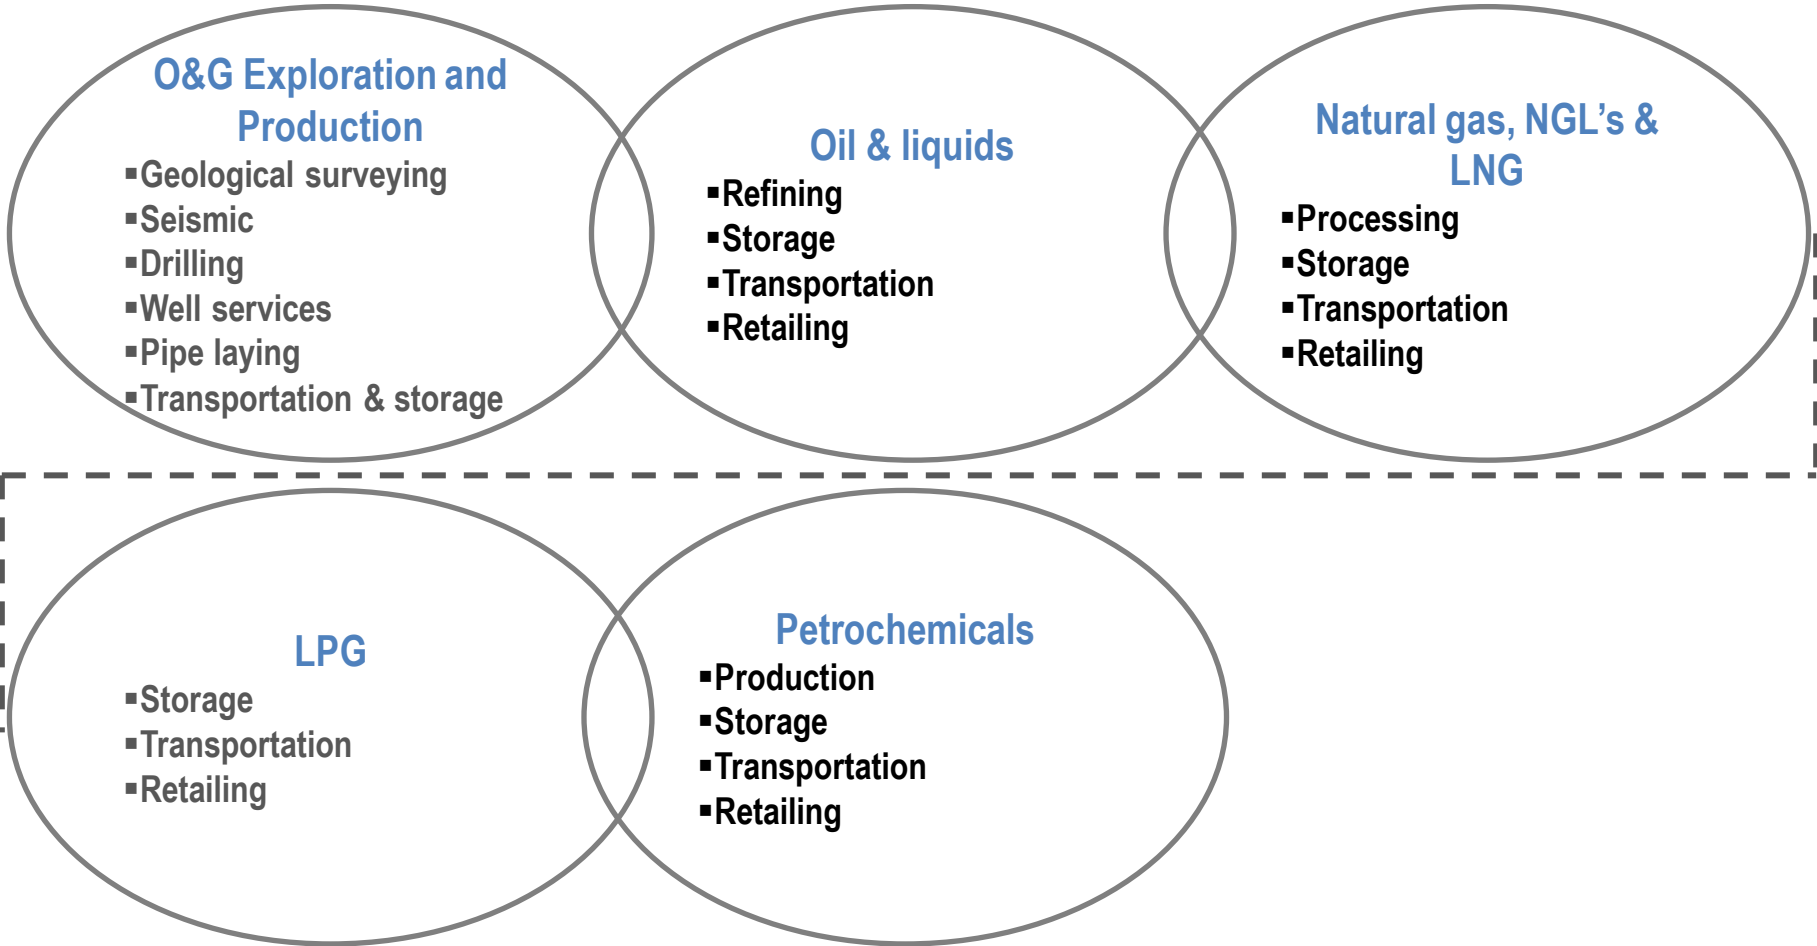 O&G Exploration and
Production
▪Geological surveying
▪Seismic
▪Drilling
▪Well services
▪Pipe laying
▪Transportation & storage
Oil & liquids
▪Refining
▪Storage
▪Transportation
▪Retailing
Natural gas, NGL’s &
LNG
▪Processing
▪Storage
▪Transportation
▪Retailing
LPG
▪Storage
▪Transportation
▪Retailing
Petrochemicals
▪Production
▪Storage
▪Transportation
▪Retailing